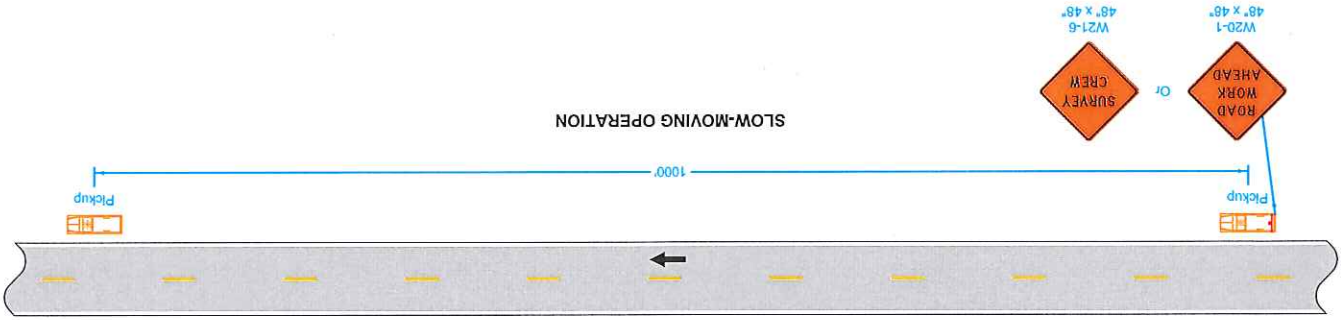 Pickup
Pickup
1000'
SLOW-MOVING OPERATION
ROAD
WORK
AHEAD
W20-1
48" x 48"
Or
SURVEY
CREW
W21-6
48" x 48"